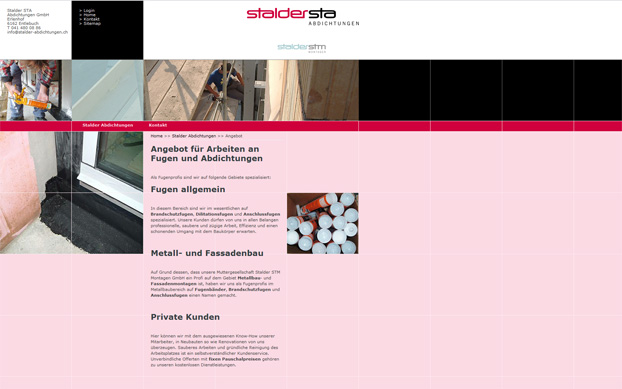 Stalder STA
Abdichtungen GmbH
Erlenhof
6162 Entlebuch
T 041 480 08 88
info@stalder-abdichtungen.ch
> Login
> Home
> Kontakt
> Sitemap
staldersta
ABDICHTUNGEN
stalderstm
MONTAGEN
Stalder Abdichtungen
Kontakt
Home >> Stalder Abdichtungen >> Angebot
Angebot für Arbeiten an
Fugen und Abdichtungen
Als Fugenprofis sind wir auf folgende Gebiete spezialisiert:
Fugen allgemein
In diesem Bereich sind wir im wesentlichen auf
Brandschutzfugen, Dillitationsfugen und Anschlussfugen
spezialisiert. Unsere Kunden dürfen von uns in allen Belangen
professionelle, saubere und zügige Arbeit, Effizienz und einen
schonenden Umgang mit dem Baukörper erwarten.
Metall- und Fassadenbau
Auf Grund dessen, dass unsere Muttergesellschaft Stalder STM
Montagen GmbH ein Profi auf dem Gebiet Metallbau- und
Fassadenmontagen ist, haben wir uns als Fugenprofis im
Metallbaubereich auf Fugenbänder, Brandschutzfugen und
Anschlussfugen einen Namen gemacht.
Private Kunden
Hier können wir mit dem ausgewiesenen Know-How unserer
Mitarbeiter, in Neubauten so wie Renovationen von uns
überzeugen. Sauberes Arbeiten und gründliche Reinigung des
Arbeitsplatzes ist ein selbstverständlicher Kundenservice.
Unverbindliche Offerten mit fixen Pauschalpreisen gehören
zu unseren kostenlosen Dienstleistungen.